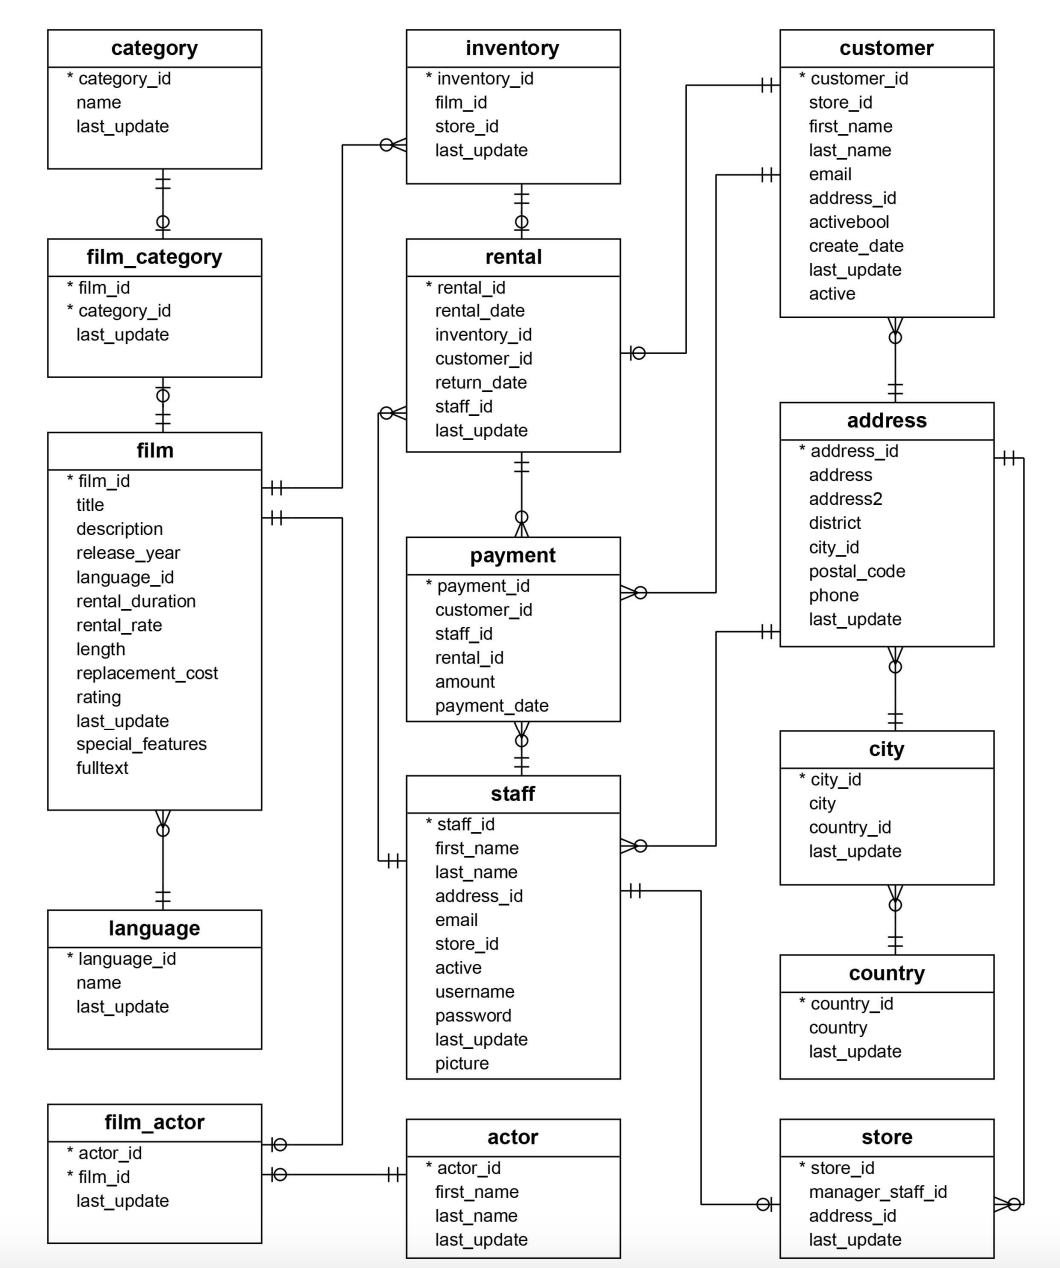 category
* category_id
name
last_update
film_category
* film_id
* category_id
last_update
film
* film_id
title
description
release_year
language_id
rental_duration
rental_rate
length
replacement_cost
rating
last_update
special_features
fulltext
language
* language_id
name
last_update
film_actor
* actor_id
* film_id
last_update
inventory
* inventory_id
film_id
store_id
last_update
rental
* rental_id
rental_date
inventory_id
customer_id
return_date
staff_id
last_update
payment
* payment_id
customer_id
staff_id
rental_id
amount
payment_date
staff
* staff_id
first_name
last_name
address_id
email
store_id
active
username
password
last_update
picture
actor
* actor_id
first_name
last_name
last_update
customer
* customer_id
store_id
first_name
last_name
email
address_id
activebool
create_date
last_update
active
address
* address_id
address
address2
district
city_id
postal_code
phone
last_update
city
* city_id
city
country_id
last_update
country
* country_id
country
last_update
store
* store_id
manager_staff_id
address_id
last_update